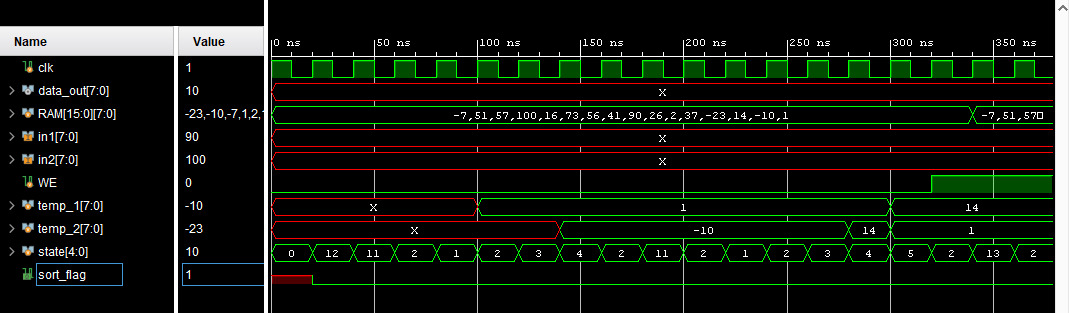 Name Value 0 ns 50 ns 100 ns 150 ns 200 ns 250 ns 300 ns 350 ns
clk 1
data_out[7:0] 10 X
RAM[15:0][7:0] -23,-10,-7,1,2, -7,51,57,100,16,73,56,41,90,26,2,37,-23,14,-10,1 -7,51,57
in1[7:0] 90 X
in2[7:0] 100 X
WE 0
temp_1[7:0] -10 X 1 14
temp_2[7:0] -23 X -10 14 1
state[4:0] 10 0 12 11 2 1 2 3 4 2 11 2 1 2 3 4 5 2 13 2
sort_flag 1